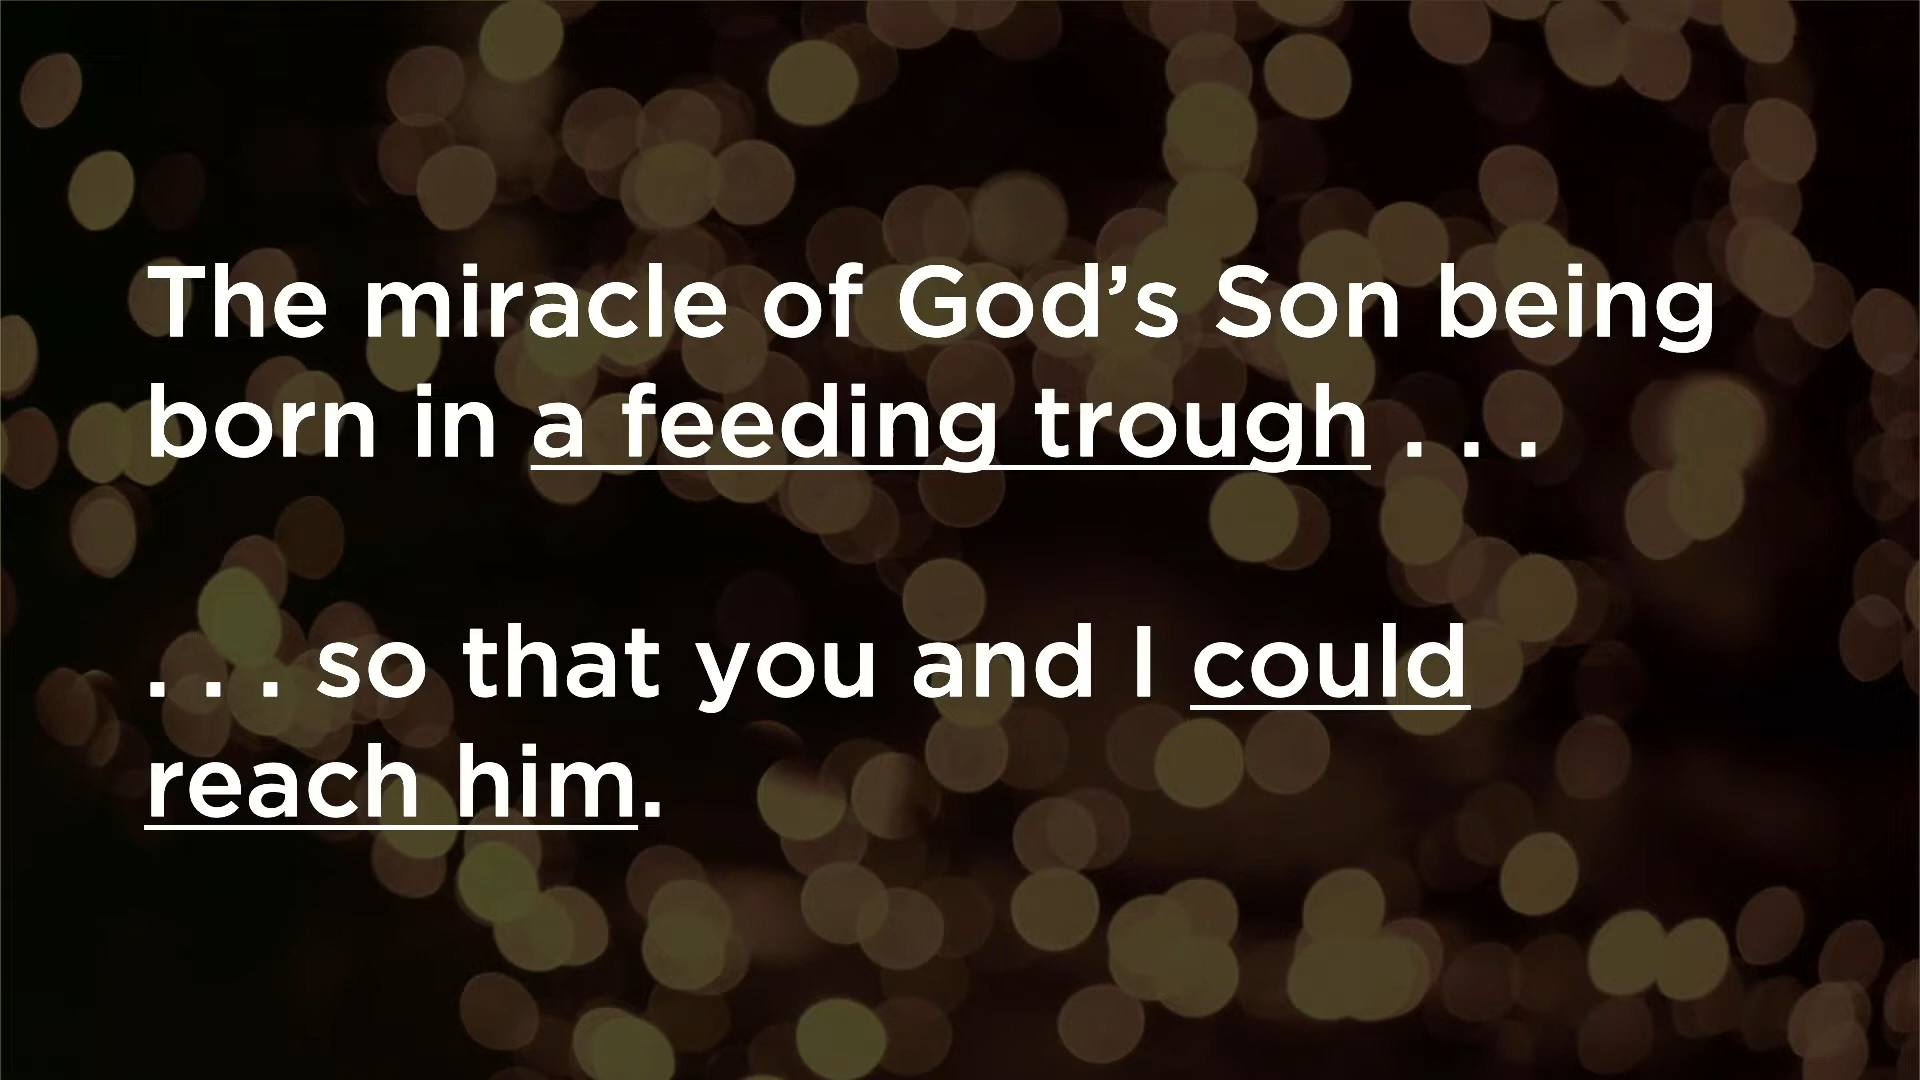 The miracle of God’s Son being
born in a feeding trough . . .
. . . so that you and I could
reach him.